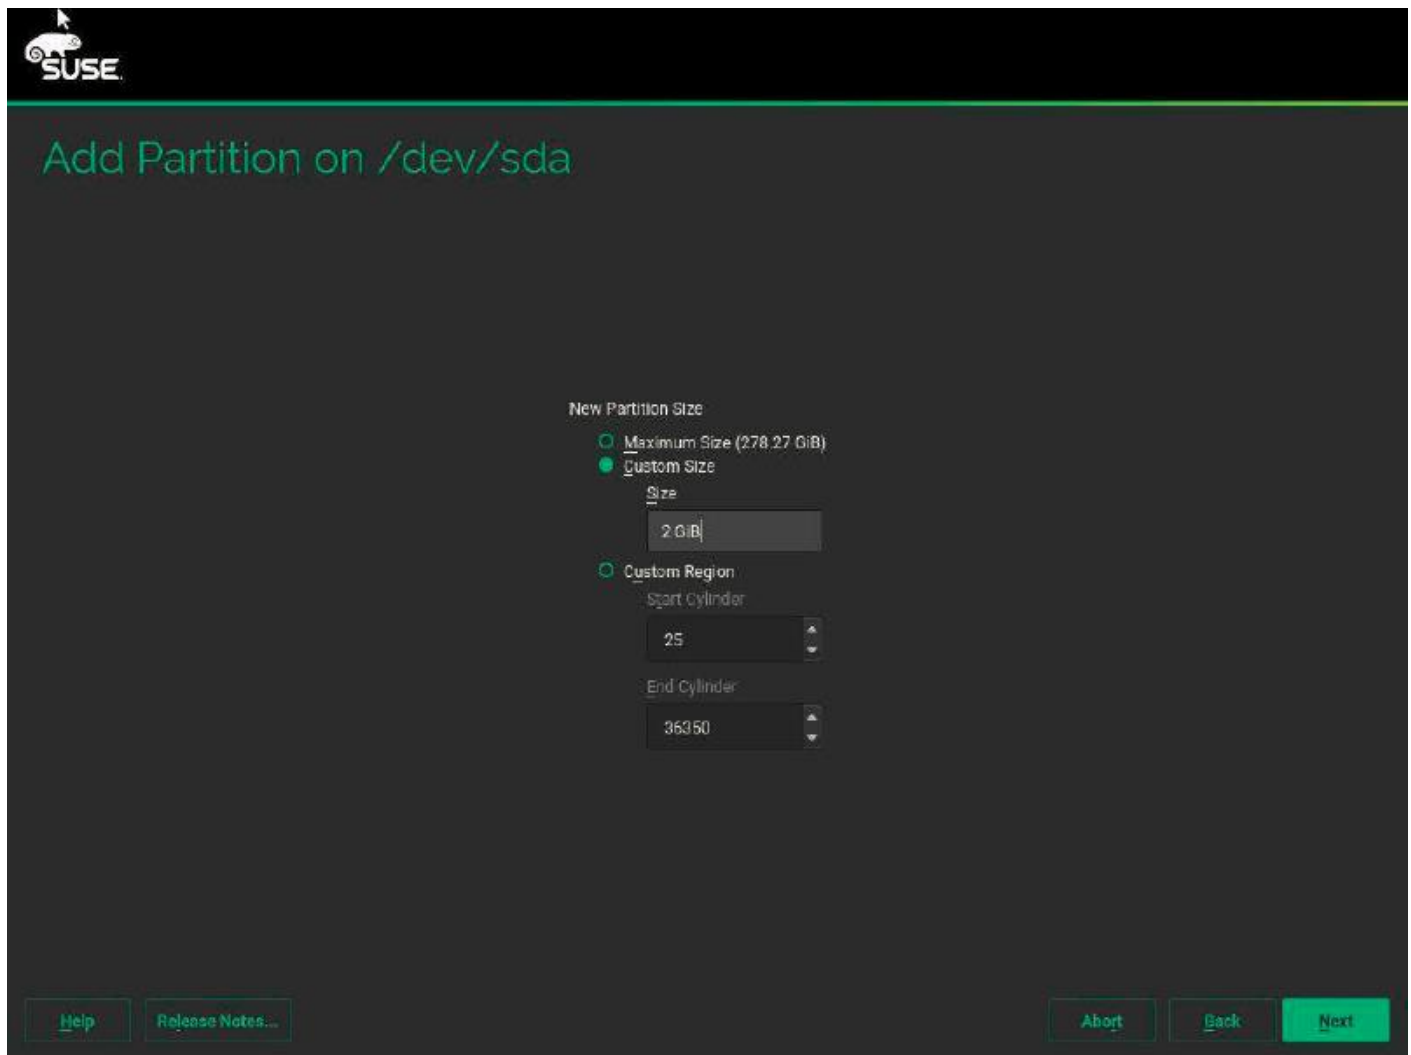 SUSE.
Add Partition on /dev/sda
New Partition Size
Maximum Size (278.27 GiB)
Custom Size
Size
2 GiB
Custom Region
Start Cylinder
25
End Cylinder
36350
Help Release Notes... Abort Back Next